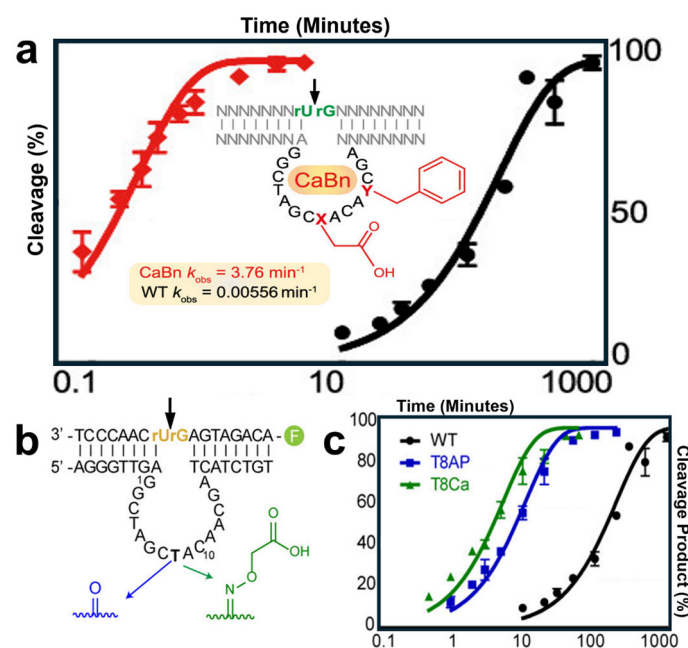 Time (Minutes)
a
100
NNNNNNNrUrGNNNNNNNN
NNNNNNNA NNNNNNNN
G A
G G
C CaBn C
T Y
A A
G C
C X A
O
OH
Cleavage (%)
50
CaBn kobs = 3.76 min-1
WT kobs = 0.00556 min-1
0
0.1 10 1000
b
3' -TCCCAACrUrGAGTAGACA- F
5' -AGGGTTGA TCATCTGT
1G A
G G
C C
T A
A A
G C
C T A C10
O
N
O
O
OH
c
Time (Minutes)
100
80
60
40
20
0
WT
T8AP
T8Ca
Cleavage Product (%)
0.1 1 10 100 1000